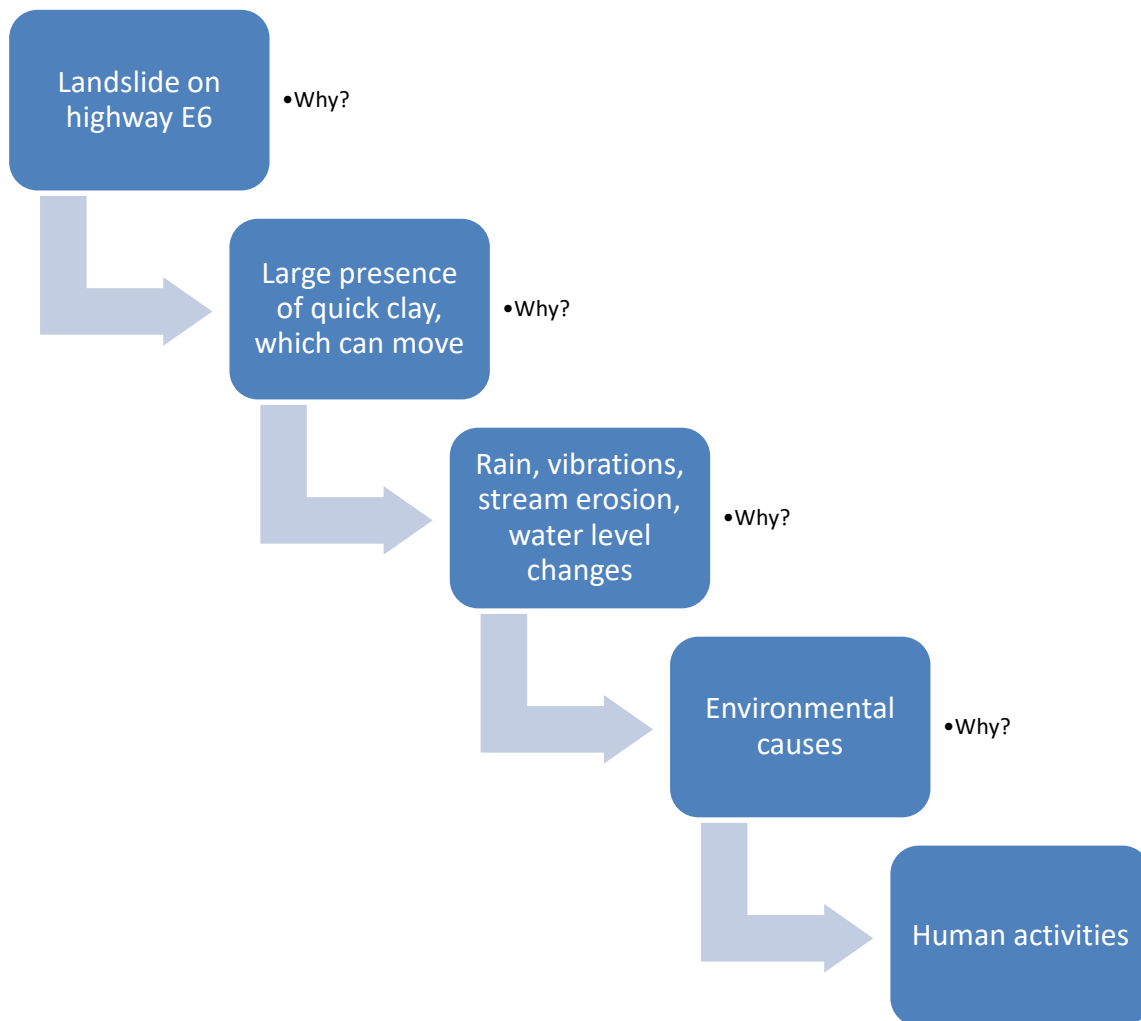 Landslide on
highway E6
•Why?
Large presence
of quick clay,
which can move
•Why?
Rain, vibrations,
stream erosion,
water level
changes
•Why?
Environmental
causes
•Why?
Human activities